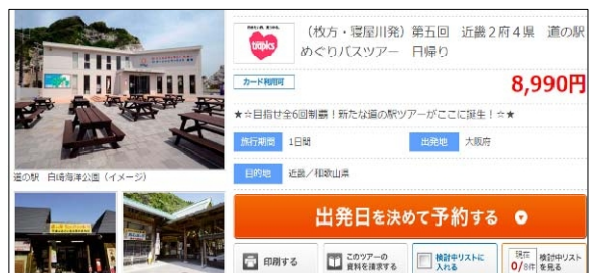 trapics
（枚方・寝屋川発）第五回　近畿２府４県　道の駅
めぐりバスツアー　日帰り
カード利用可
8,990円
★☆目指せ全6回制覇！新たな道の駅ツアーがここに誕生！☆★
旅行期間　1日間　出発地　大阪府
目的地　近畿／和歌山県
道の駅　白崎海洋公園（イメージ）
出発日を決めて予約する
印刷する
このツアーの
資料を請求する
検討中リストに
入れる
現在
0/8件
検討中リスト
を見る